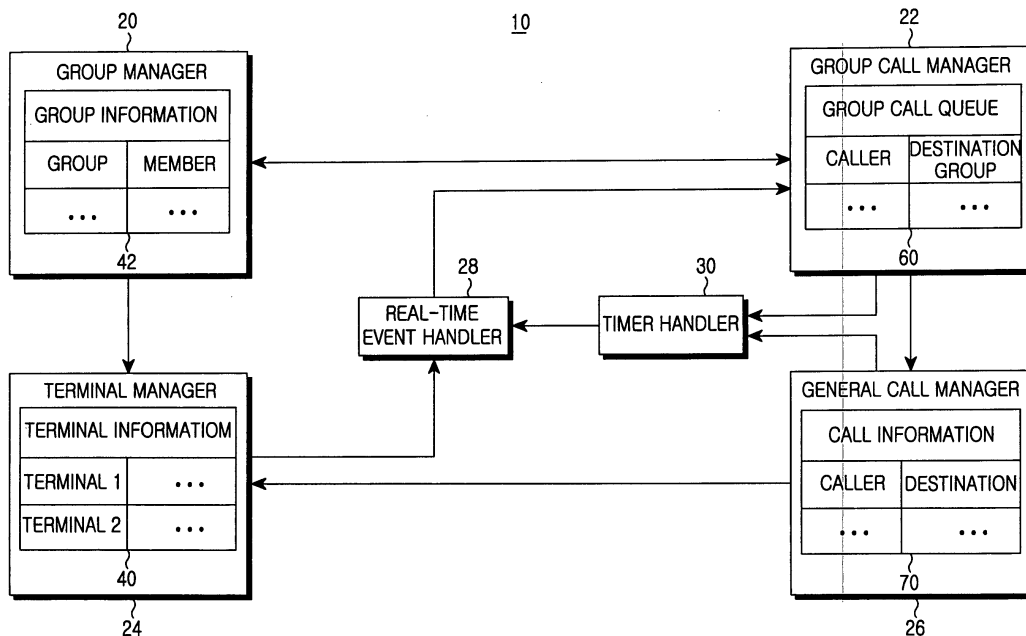 20
10
22
GROUP MANAGER
GROUP INFORMATION
GROUP
MEMBER
...
...
42
GROUP CALL MANAGER
GROUP CALL QUEUE
CALLER
DESTINATION
GROUP
...
...
60
28
REAL-TIME
EVENT HANDLER
30
TIMER HANDLER
TERMINAL MANAGER
TERMINAL INFORMATIOM
TERMINAL 1
...
TERMINAL 2
...
40
24
GENERAL CALL MANAGER
CALL INFORMATION
CALLER
DESTINATION
...
...
70
26